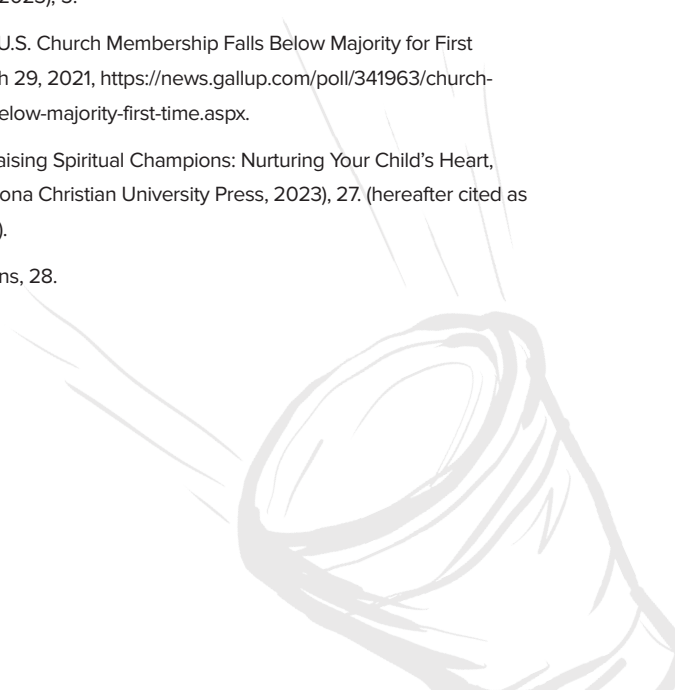 U.S. Church Membership Falls Below Majority for First
h 29, 2021, https://news.gallup.com/poll/341963/church-
elow-majority-first-time.aspx.
aising Spiritual Champions: Nurturing Your Child’s Heart,
ona Christian University Press, 2023), 27. (hereafter cited as
).
ns, 28.